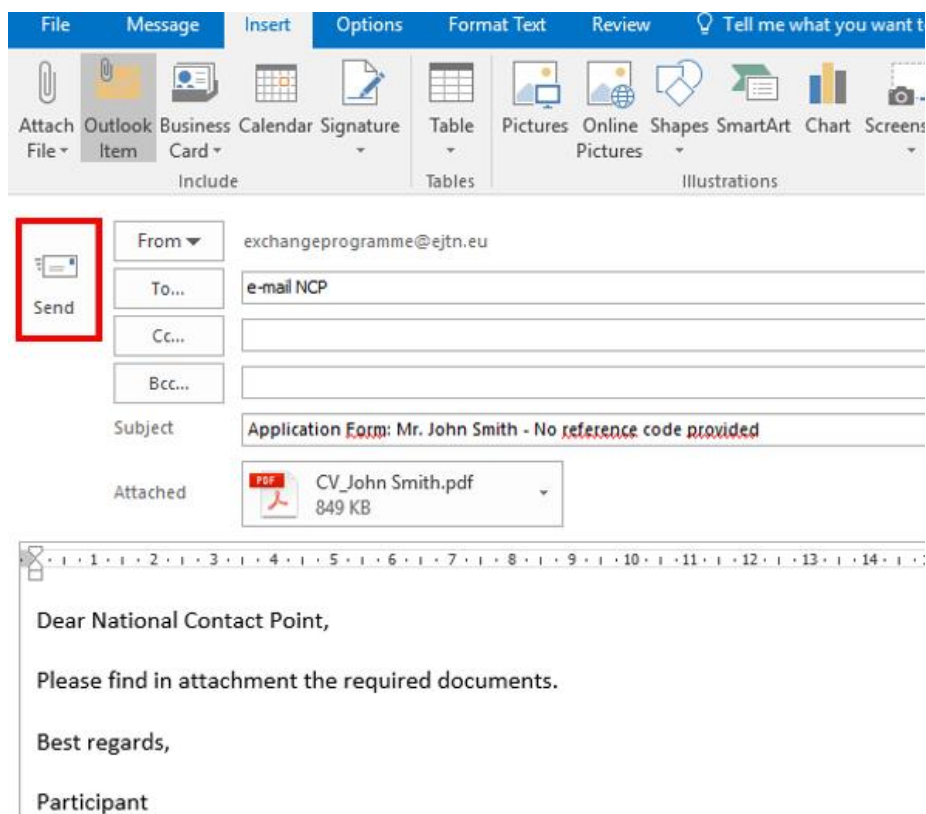 File Message Insert Options Format Text Review Tell me what you want t
Attach Outlook Business Calendar Signature Table Pictures Online Shapes SmartArt Chart Screens
File Item Card Pictures
Include Tables Illustrations
From exchangeprogramme@ejtn.eu
Send
To... e-mail NCP
Cc...
Bcc...
Subject Application Form: Mr. John Smith - No reference code provided
Attached PDF CV_John Smith.pdf
849 KB
1 2 3 4 5 6 7 8 9 10 11 12 13 14
Dear National Contact Point,
Please find in attachment the required documents.
Best regards,
Participant